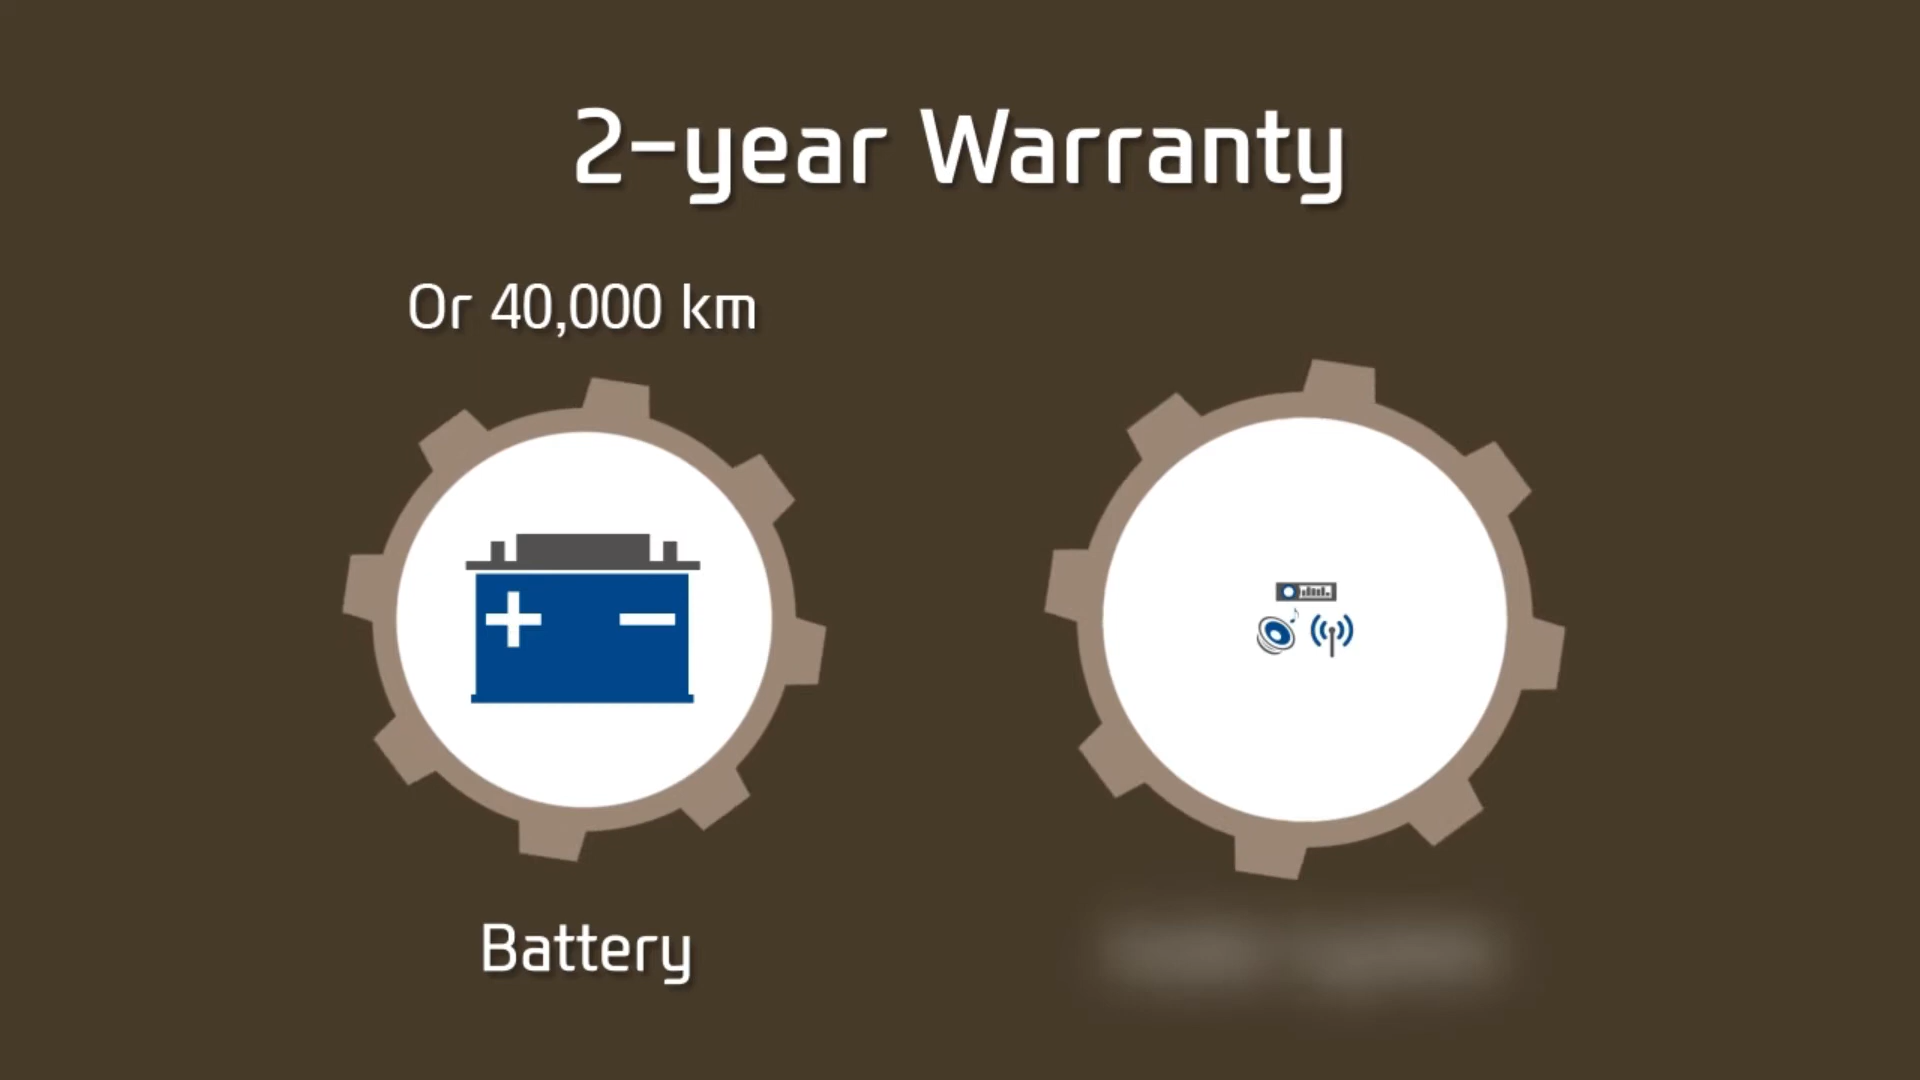 2-year Warranty
Or 40,000 km
+ −
Battery